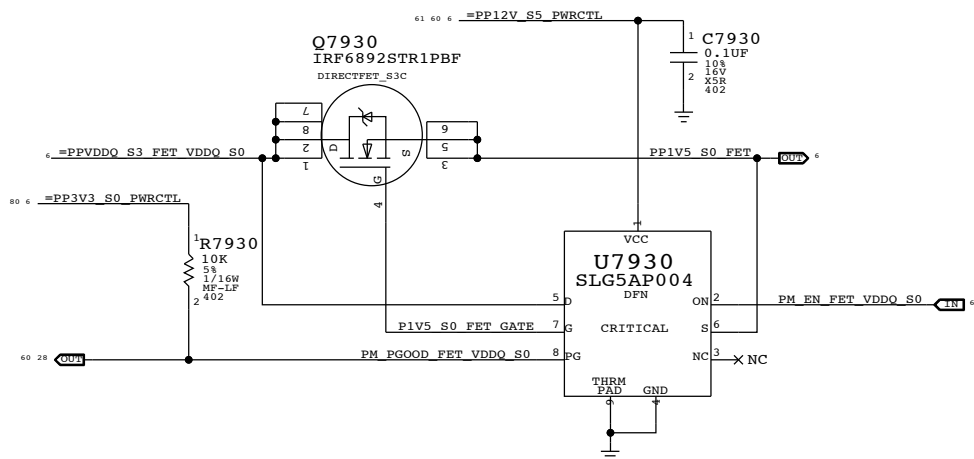 61 60 6 =PP12V_S5_PWRCTL
1 C7930
0.1UF
10%
16V
2 X5R
402
Q7930
IRF6892STR1PBF
DIRECTFET_S3C
7
8
2
1
D
S
G
6
5
3
4
6 =PPVDDQ_S3_FET_VDDQ_S0
PP1V5_S0_FET OUT 6
80 6 =PP3V3_S0_PWRCTL
1 R7930
10K
5%
1/16W
MF-LF
2 402
1
VCC
U7930
SLG5AP004
DFN
5 D
ON 2 PM_EN_FET_VDDQ_S0 IN 6
P1V5_S0_FET_GATE 7 G
CRITICAL
S 6
60 28 OUT PM_PGOOD_FET_VDDQ_S0 8 PG
NC 3 NC
THRM
PAD GND
9 4